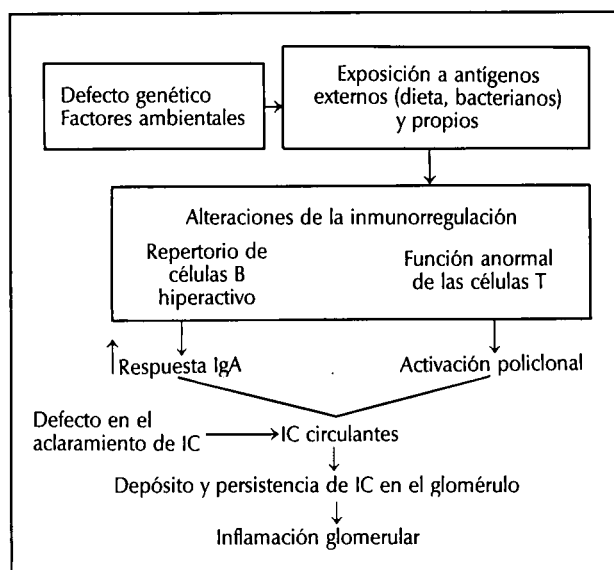 Defecto genético
Factores ambientales
Exposición a antígenos
externos (dieta, bacterianos)
y propios
Alteraciones de la inmunorregulación
Repertorio de
células B
hiperactivo
Función anormal
de las células T
Respuesta IgA
Activación policlonal
Defecto en el
aclaramiento de IC
IC circulantes
Depósito y persistencia de IC en el glomérulo
Inflamación glomerular